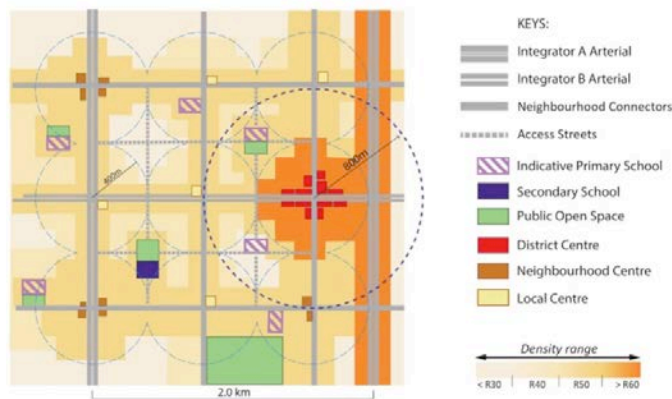 KEYS:
Integrator A Arterial
Integrator B Arterial
Neighbourhood Connectors
Access Streets
Indicative Primary School
Secondary School
Public Open Space
District Centre
Neighbourhood Centre
Local Centre
Density range
< R30 R40 R50 > R60
800m
400m
2.0 km